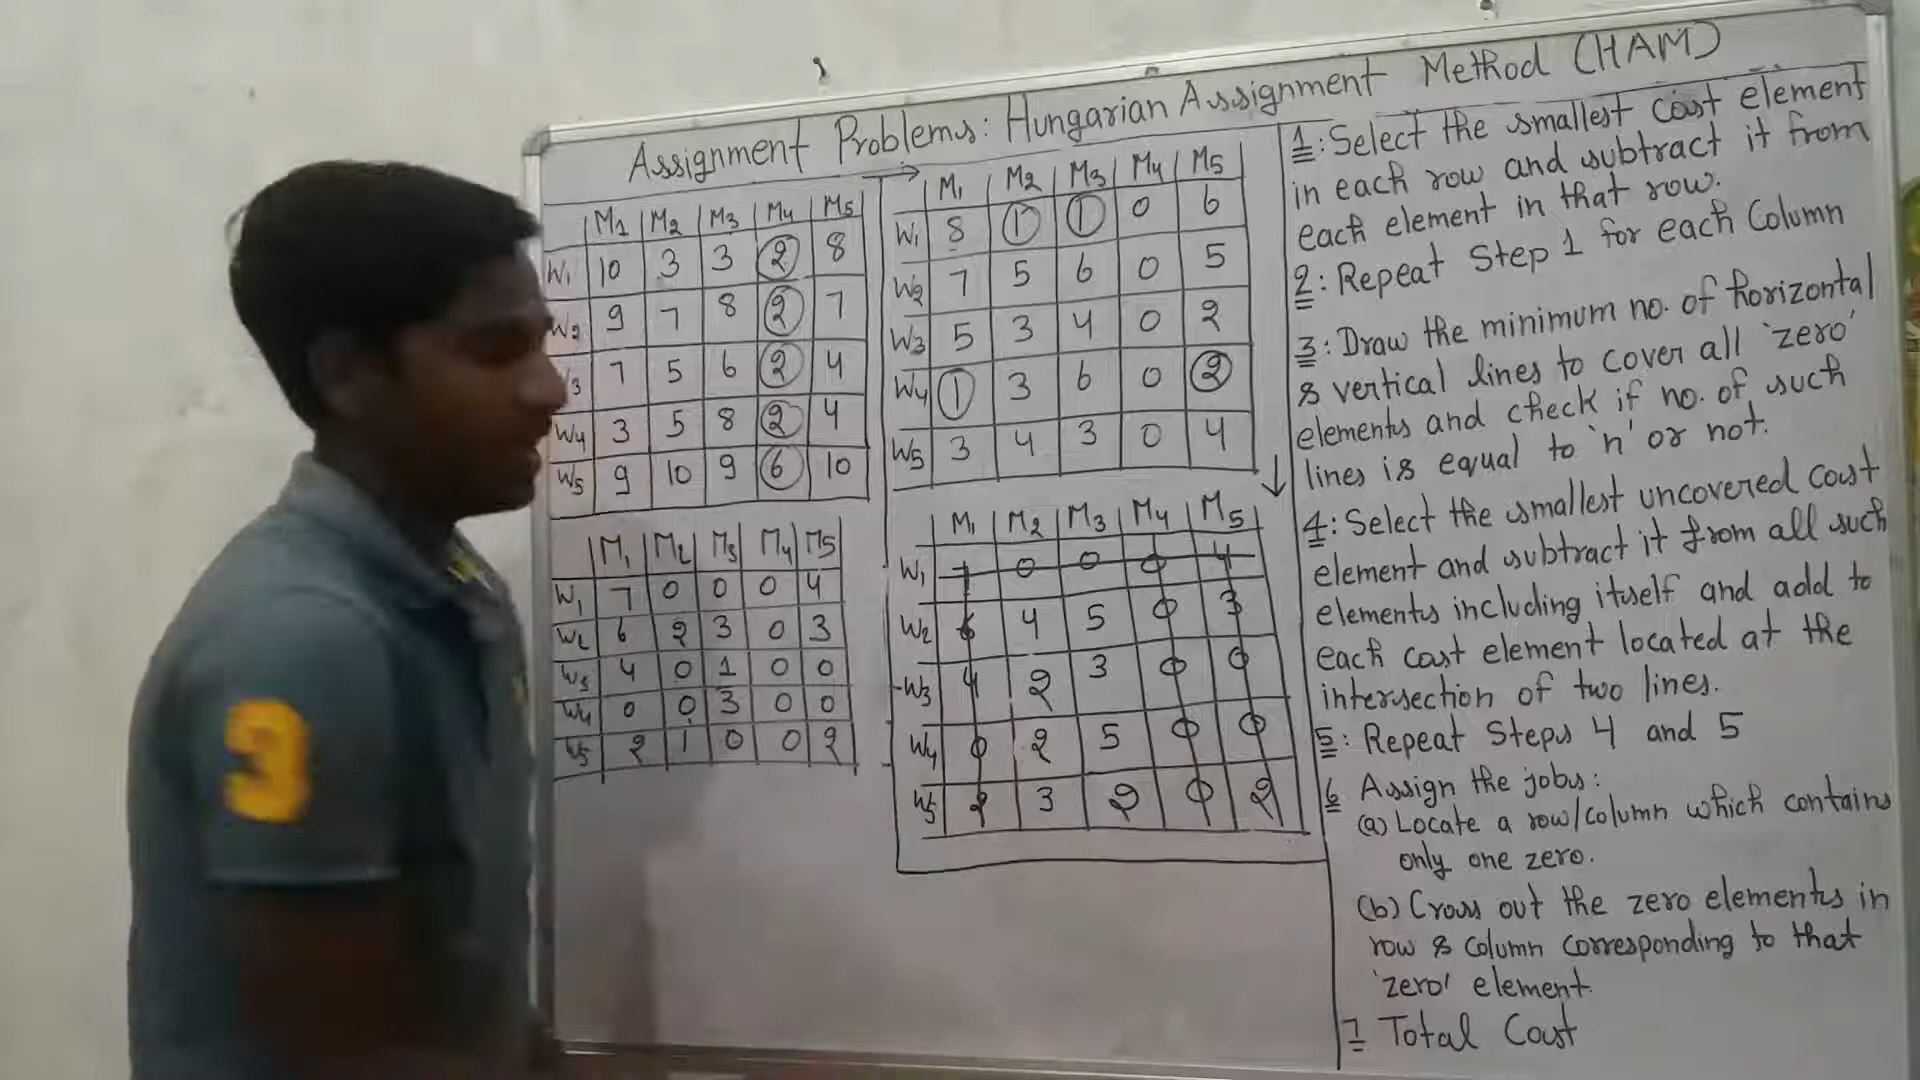 Assignment Problems: Hungarian Assignment Method (HAM)
M1 M2 M3 M4 M5
W1 10 3 3 2 8
W2 9 7 8 2 7
3 7 5 6 2 4
W4 3 5 8 2 4
W5 9 10 9 6 10
M1 M2 M3 M4 M5
W1 7 0 0 0 4
W2 6 2 3 0 3
W3 4 0 1 0 0
W4 0 0 3 0 0
W5 2 1 0 0 2
M1 M2 M3 M4 M5
W1 8 1 1 0 6
W2 7 5 6 0 5
W3 5 3 4 0 2
W4 1 3 6 0 2
W5 3 4 3 0 4
M1 M2 M3 M4 M5
W1 7 0 0 0 4
W2 6 4 5 0 3
W3 4 2 3 0 0
W4 0 2 5 0 0
W5 2 3 2 0 2
1: Select the smallest cost element
in each row and subtract it from
each element in that row.
2: Repeat Step 1 for each Column
3: Draw the minimum no. of horizontal
& vertical lines to cover all 'zero'
elements and check if no. of such
lines is equal to 'n' or not.
4: Select the smallest uncovered cost
element and subtract it from all such
elements including itself and add to
each cost element located at the
intersection of two lines.
5: Repeat Steps 4 and 5
6 Assign the jobs:
(a) Locate a row/column which contains
only one zero.
(b) Cross out the zero elements in
row & column corresponding to that
'zero' element.
7 Total Cost
3